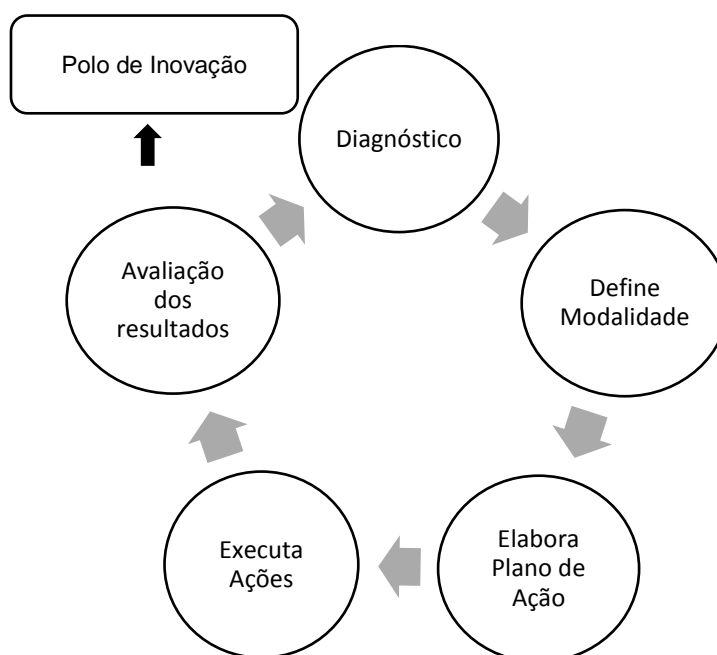 Polo de Inovação
Diagnóstico
Define
Modalidade
Elabora
Plano de
Ação
Executa
Ações
Avaliação
dos
resultados